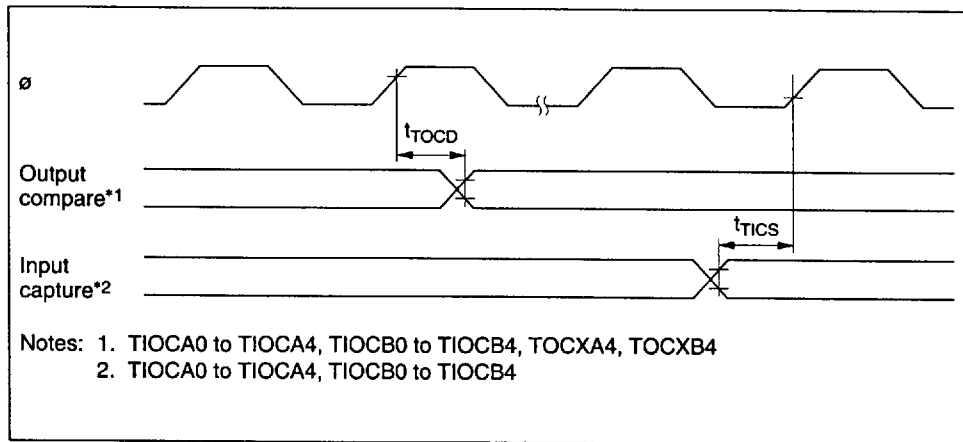 ø
tTOCD
Output
compare*1
tTICS
Input
capture*2
Notes: 1. TIOCA0 to TIOCA4, TIOCB0 to TIOCB4, TOCXA4, TOCXB4
2. TIOCA0 to TIOCA4, TIOCB0 to TIOCB4